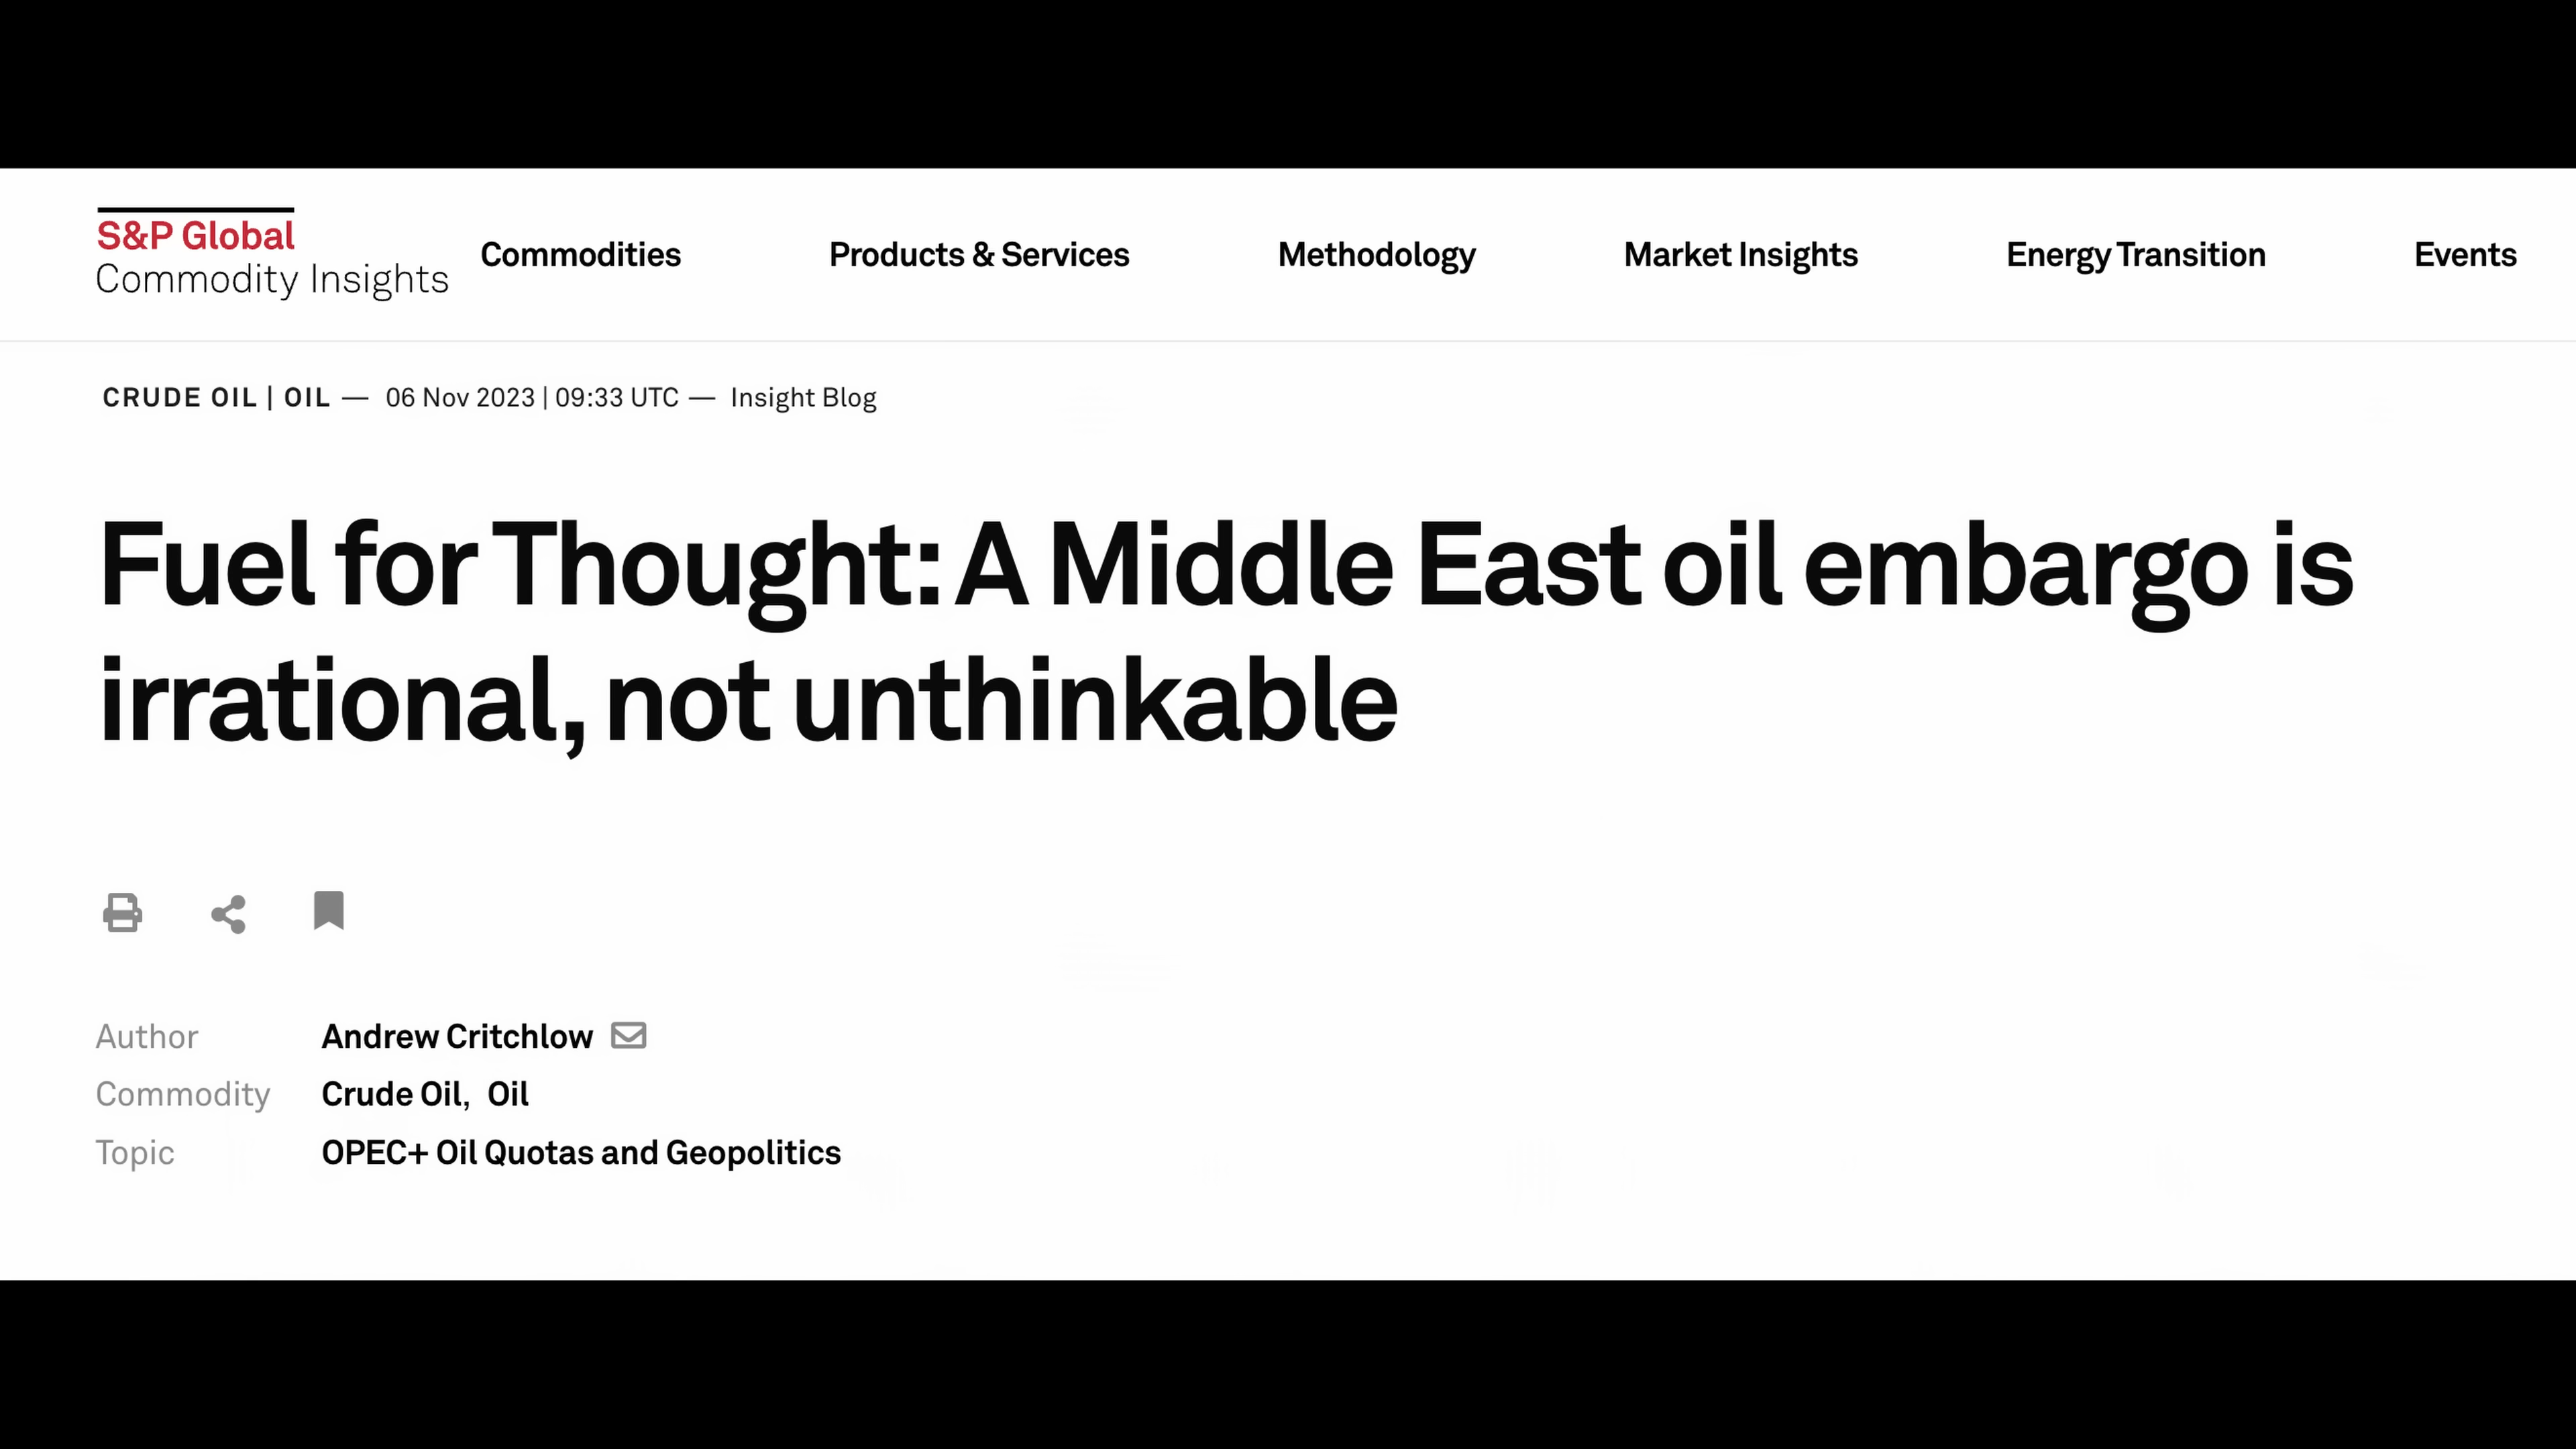 S&P Global
Commodity Insights
Commodities
Products & Services
Methodology
Market Insights
Energy Transition
Events
CRUDE OIL | OIL — 06 Nov 2023 | 09:33 UTC — Insight Blog
Fuel for Thought: A Middle East oil embargo is
irrational, not unthinkable
Author Andrew Critchlow
Commodity Crude Oil, Oil
Topic OPEC+ Oil Quotas and Geopolitics